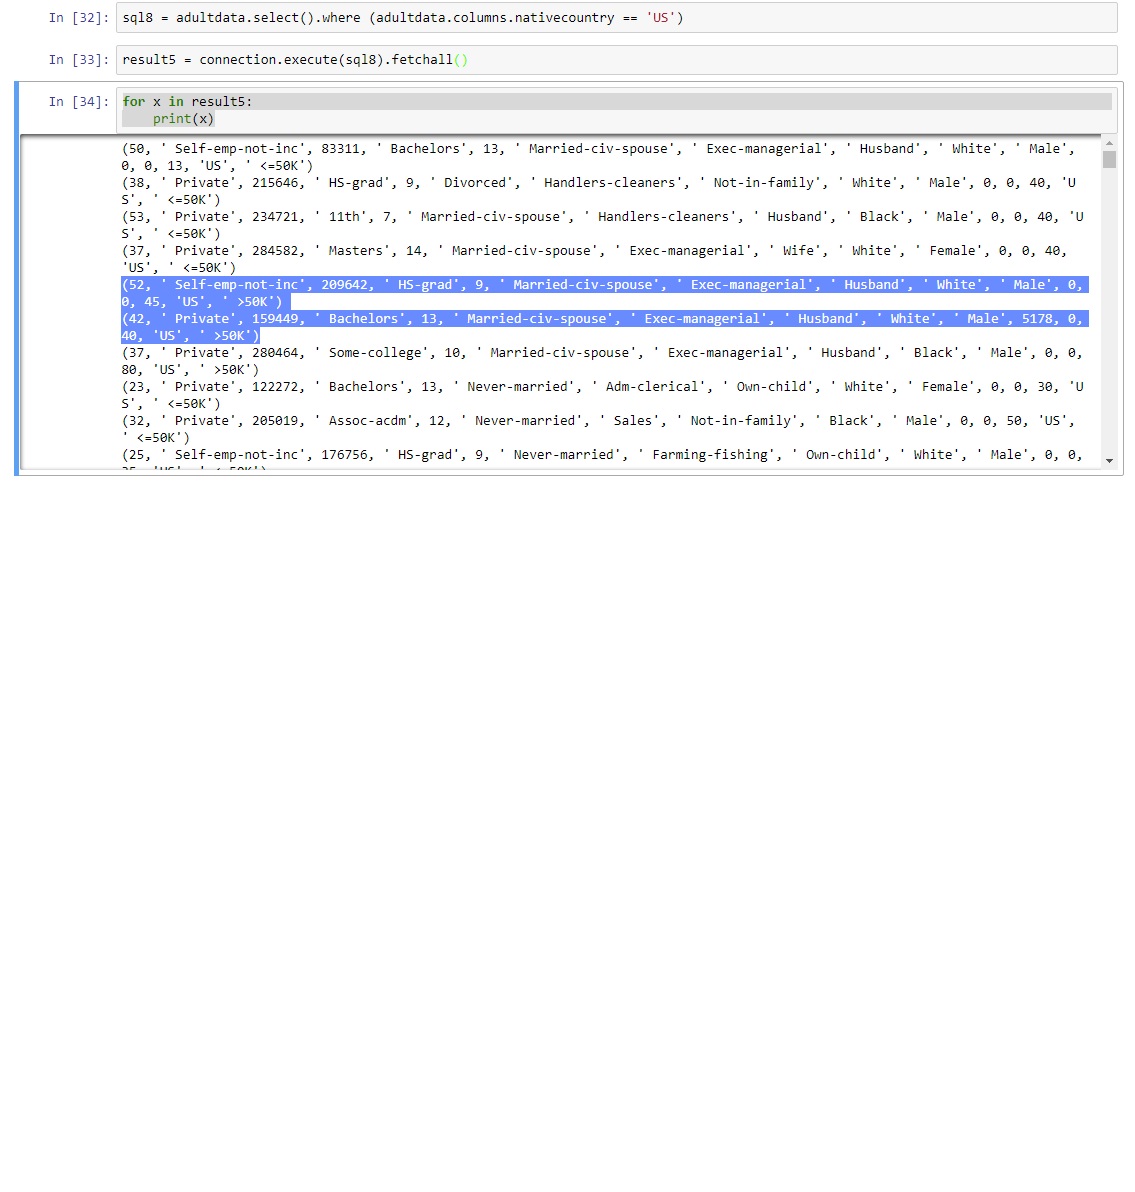 In [32]: sql8 = adultdata.select().where (adultdata.columns.nativecountry == 'US')
In [33]: result5 = connection.execute(sql8).fetchall()
In [34]: for x in result5:
print(x)
(50, ' Self-emp-not-inc', 83311, ' Bachelors', 13, ' Married-civ-spouse', ' Exec-managerial', ' Husband', ' White', ' Male',
0, 0, 13, 'US', ' <=50K')
(38, ' Private', 215646, ' HS-grad', 9, ' Divorced', ' Handlers-cleaners', ' Not-in-family', ' White', ' Male', 0, 0, 40, 'U
S', ' <=50K')
(53, ' Private', 234721, ' 11th', 7, ' Married-civ-spouse', ' Handlers-cleaners', ' Husband', ' Black', ' Male', 0, 0, 40, 'U
S', ' <=50K')
(37, ' Private', 284582, ' Masters', 14, ' Married-civ-spouse', ' Exec-managerial', ' Wife', ' White', ' Female', 0, 0, 40,
'US', ' <=50K')
(52, ' Self-emp-not-inc', 209642, ' HS-grad', 9, ' Married-civ-spouse', ' Exec-managerial', ' Husband', ' White', ' Male', 0,
0, 45, 'US', ' >50K')
(42, ' Private', 159449, ' Bachelors', 13, ' Married-civ-spouse', ' Exec-managerial', ' Husband', ' White', ' Male', 5178, 0,
40, 'US', ' >50K')
(37, ' Private', 280464, ' Some-college', 10, ' Married-civ-spouse', ' Exec-managerial', ' Husband', ' Black', ' Male', 0, 0,
80, 'US', ' >50K')
(23, ' Private', 122272, ' Bachelors', 13, ' Never-married', ' Adm-clerical', ' Own-child', ' White', ' Female', 0, 0, 30, 'U
S', ' <=50K')
(32, ' Private', 205019, ' Assoc-acdm', 12, ' Never-married', ' Sales', ' Not-in-family', ' Black', ' Male', 0, 0, 50, 'US',
' <=50K')
(25, ' Self-emp-not-inc', 176756, ' HS-grad', 9, ' Never-married', ' Farming-fishing', ' Own-child', ' White', ' Male', 0, 0,